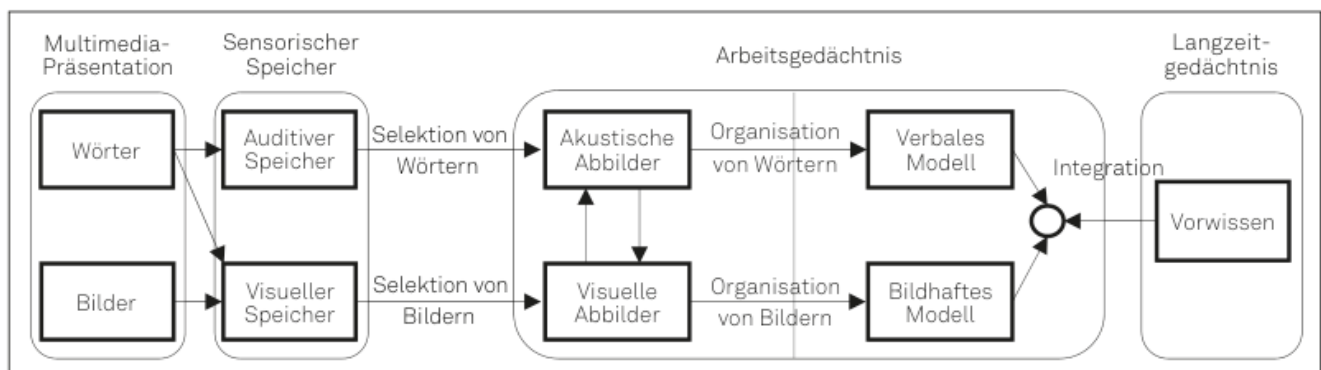 Multimedia-
Präsentation
Sensorischer
Speicher
Arbeitsgedächtnis
Langzeit-
gedächtnis
Wörter
Auditiver
Speicher
Selektion von
Wörtern
Akustische
Abbilder
Organisation
von Wörtern
Verbales
Modell
Integration
Vorwissen
Bilder
Visueller
Speicher
Selektion von
Bildern
Visuelle
Abbilder
Organisation
von Bildern
Bildhaftes
Modell